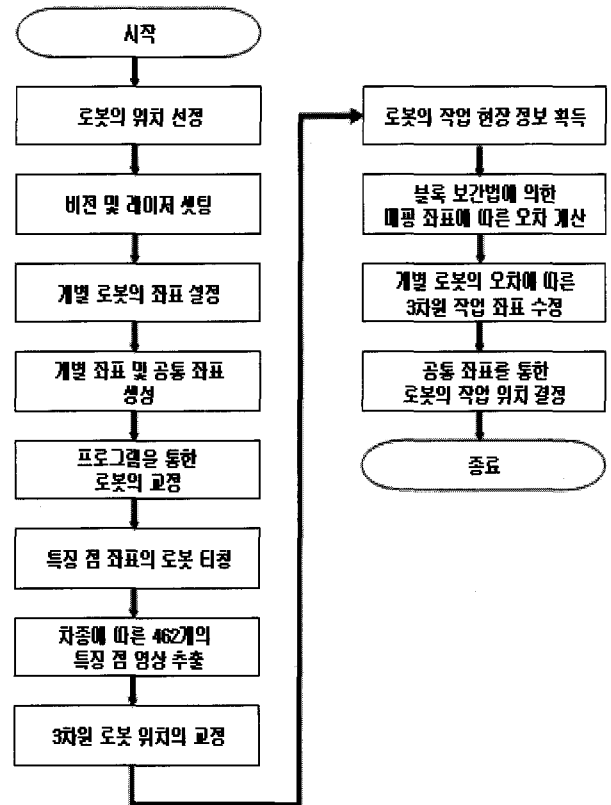 시작
로봇의 위치 선정
비전 및 레이저 셋팅
개별 로봇의 좌표 설정
개별 좌표 및 공통 좌표
생성
프로그램을 통한
로봇의 교정
특징 점 좌표의 로봇 티칭
차종에 따른 462개의
특징 점 영상 추출
3차원 로봇 위치의 교정
로봇의 작업 현장 정보 획득
블록 보간법에 의한
매핑 좌표에 따른 오차 계산
개별 로봇의 오차에 따른
3차원 작업 좌표 수정
공통 좌표를 통한
로봇의 작업 위치 결정
종료